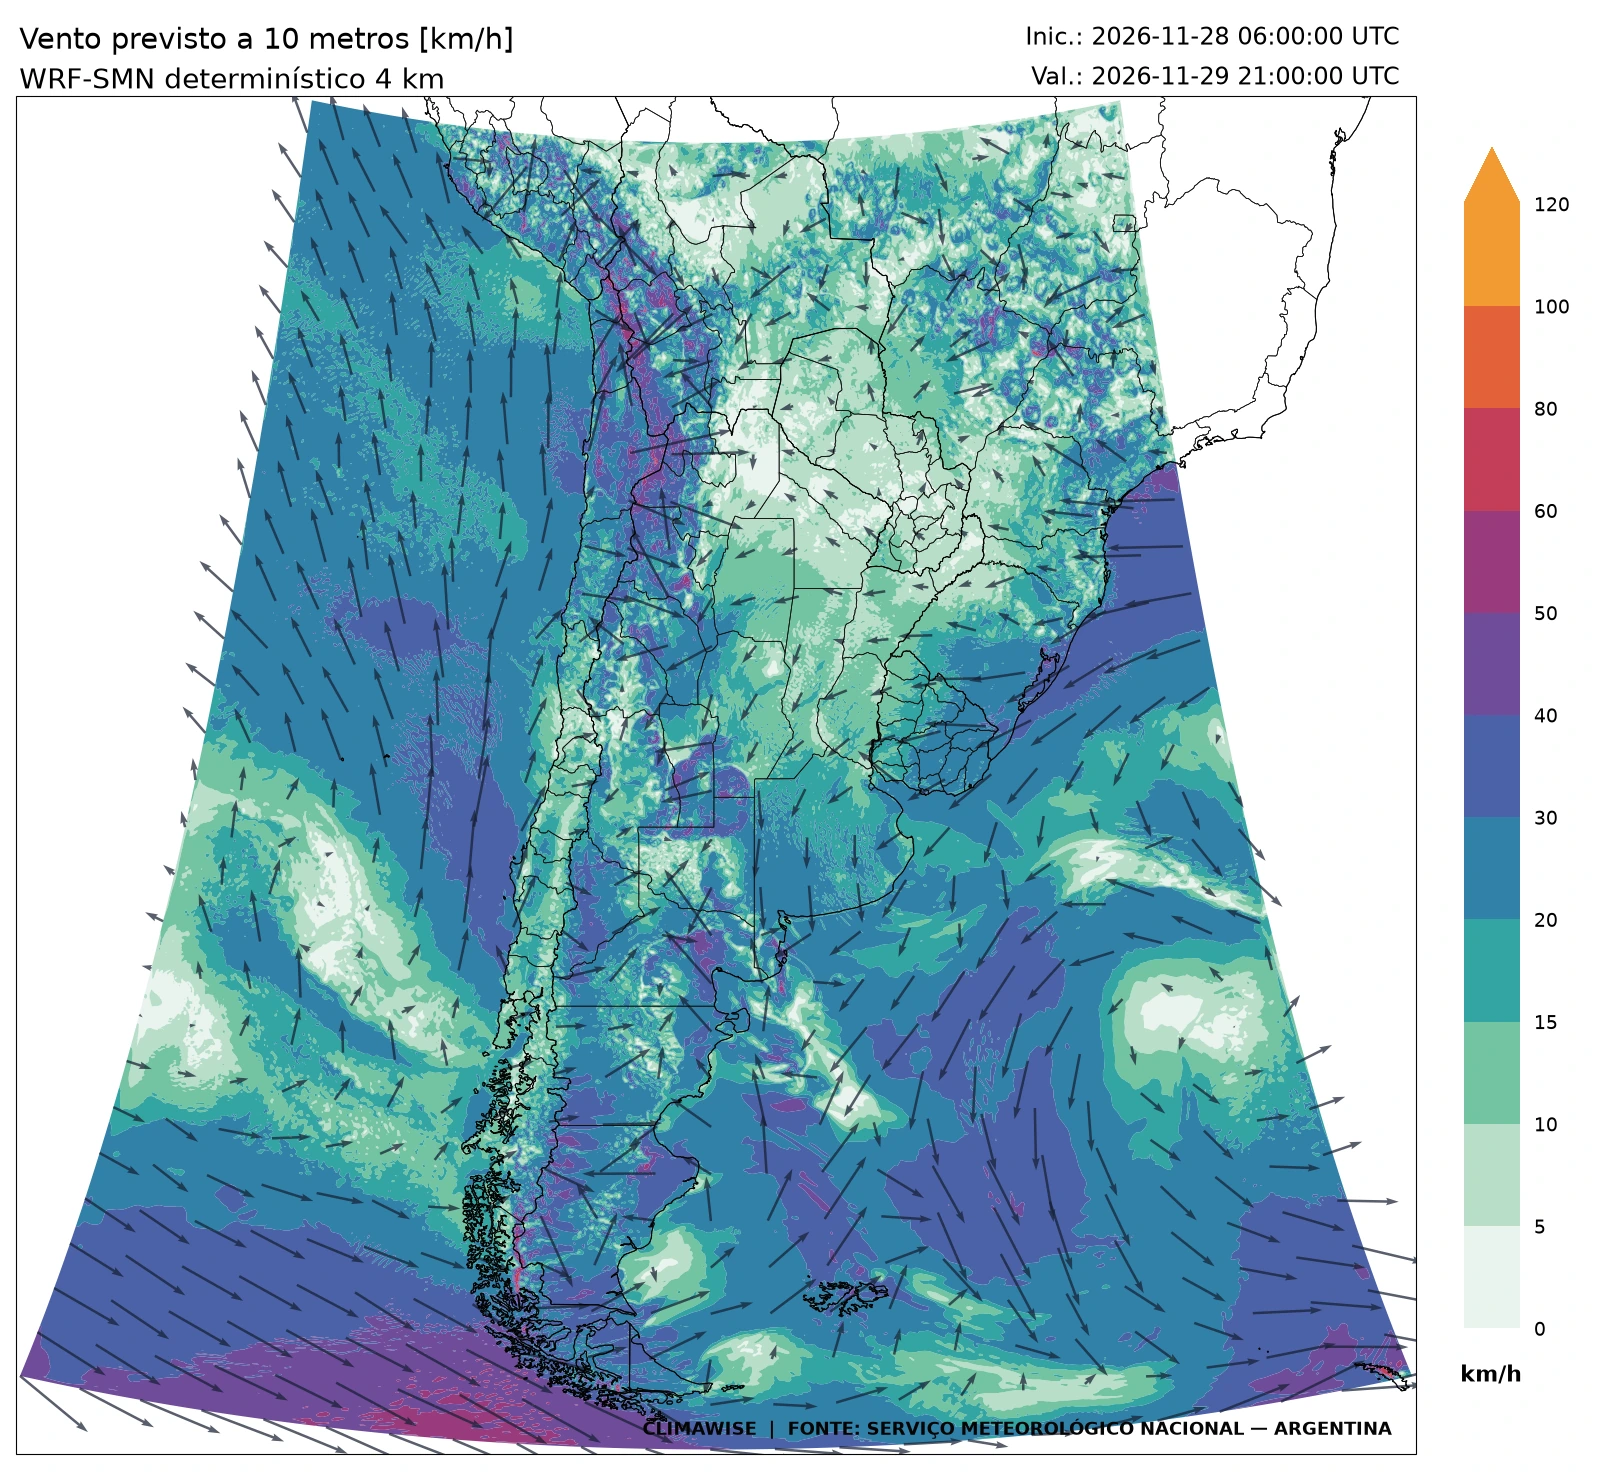 Vento previsto a 10 metros [km/h]
WRF-SMN determinístico 4 km
Inic.: 2026-11-28 06:00:00 UTC
Val.: 2026-11-29 21:00:00 UTC
120
100
80
60
50
40
30
20
15
10
5
0
km/h
CLIMAWISE | FONTE: SERVIÇO METEOROLÓGICO NACIONAL — ARGENTINA